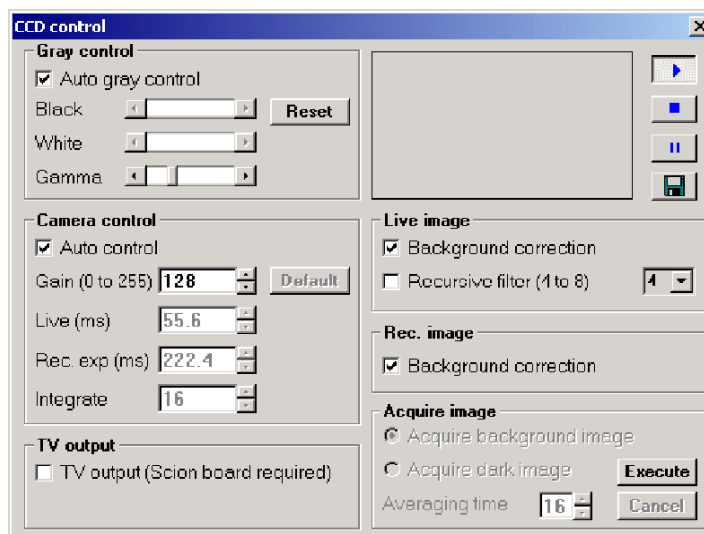 CCD control
Gray control
Auto gray control
Black
Reset
White
Gamma
Camera control
Auto control
Gain (0 to 255) 128 Default
Live (ms) 55.6
Rec. exp (ms) 222.4
Integrate 16
TV output
TV output (Scion board required)
Live image
Background correction
Recursive filter (4 to 8) 4
Rec. image
Background correction
Acquire image
Acquire background image
Acquire dark image Execute
Averaging time 16 Cancel